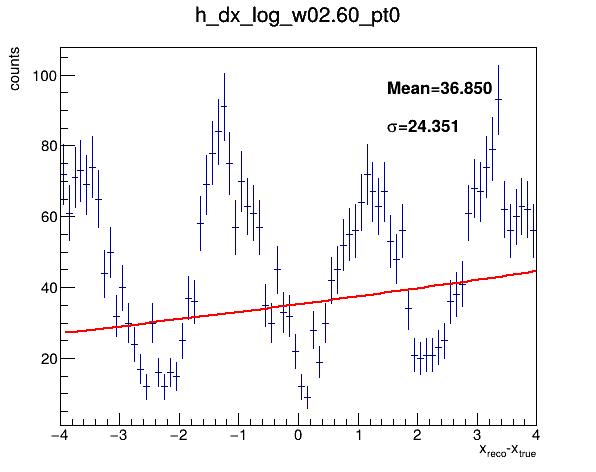 h_dx_log_w02.60_pt0
counts
Mean=36.850
σ=24.351
100
80
60
40
20
−4 −3 −2 −1 0 1 2 3 4
x_reco-x_true